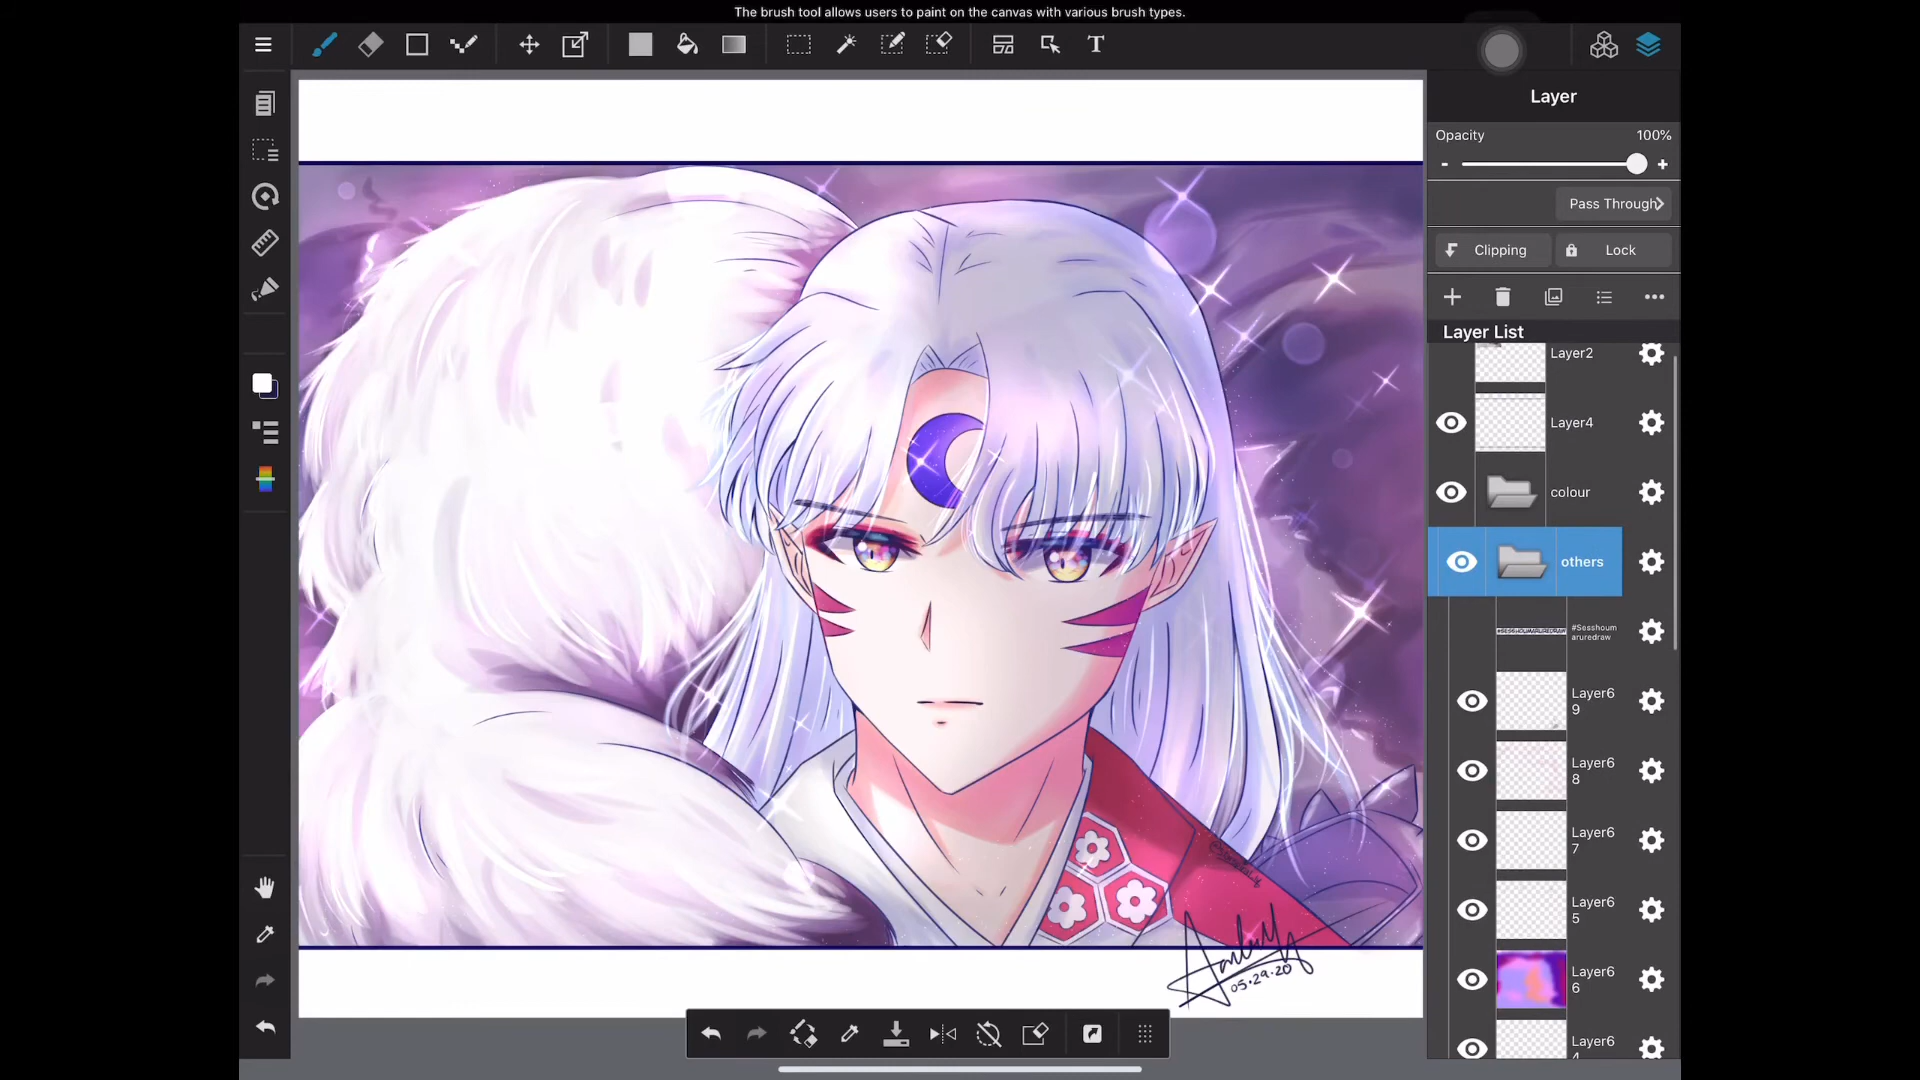 The brush tool allows users to paint on the canvas with various brush types.
T
Layer
Opacity 100%
- +
Pass Through
Clipping Lock
Layer List
Layer2
Layer4
colour
others
#Sesshoum
aruredraw
Layer6
9
Layer6
8
Layer6
7
Layer6
5
Layer6
6
Layer6
4
05.29.20